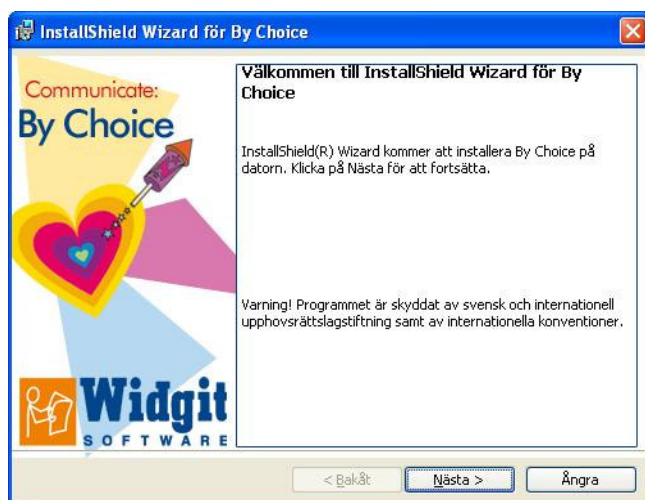 InstallShield Wizard för By Choice
Communicate:
By Choice
Välkommen till InstallShield Wizard för By
Choice
InstallShield(R) Wizard kommer att installera By Choice på
datorn. Klicka på Nästa för att fortsätta.
Varning! Programmet är skyddat av svensk och internationell
upphovsrättslagstiftning samt av internationella konventioner.
Widgit
SOFTWARE
< Bakåt
Nästa >
Ångra